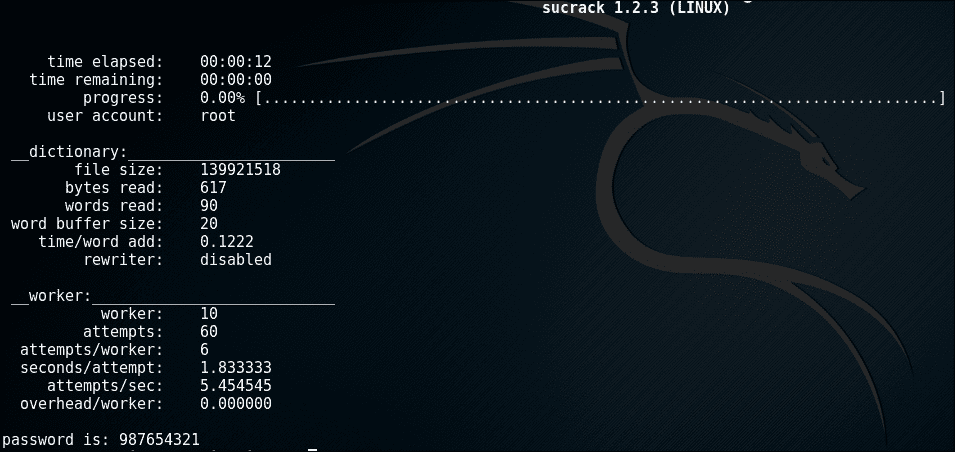 sucrack 1.2.3 (LINUX)
time elapsed: 00:00:12
time remaining: 00:00:00
progress: 0.00% [...........................................................................]
user account: root
__dictionary:_______________________
file size: 139921518
bytes read: 617
words read: 90
word buffer size: 20
time/word add: 0.1222
rewriter: disabled
__worker:___________________________
worker: 10
attempts: 60
attempts/worker: 6
seconds/attempt: 1.833333
attempts/sec: 5.454545
overhead/worker: 0.000000
password is: 987654321